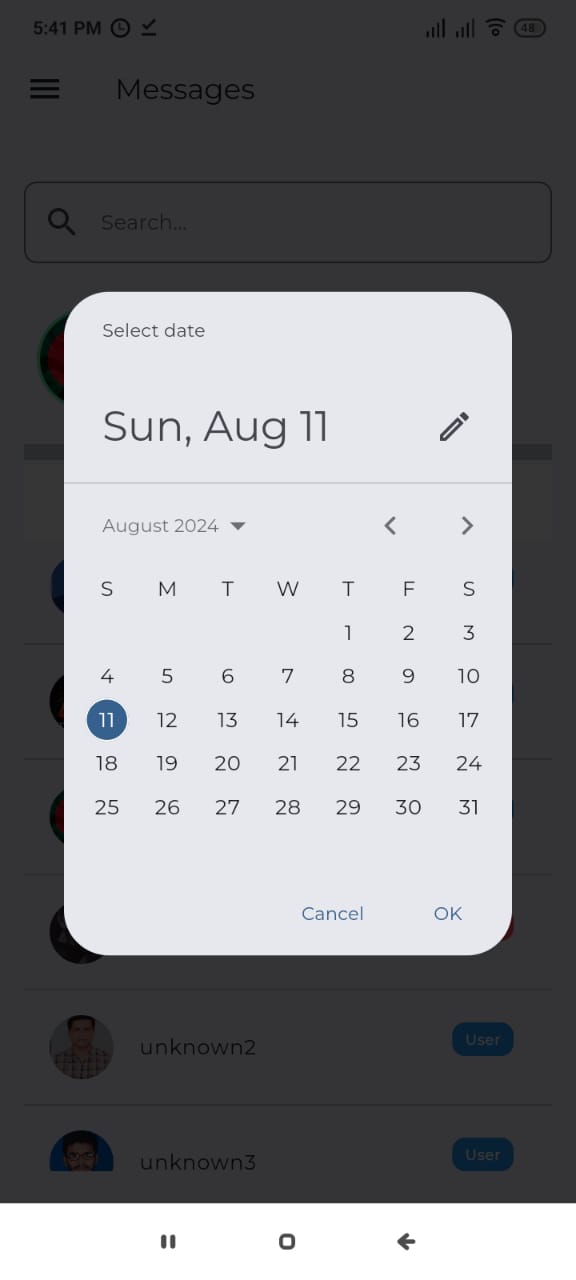 5:41 PM 48
Messages
Search...
Select date
Sun, Aug 11
August 2024
S M T W T F S
1 2 3
4 5 6 7 8 9 10
11 12 13 14 15 16 17
18 19 20 21 22 23 24
25 26 27 28 29 30 31
Cancel OK
unknown2 User
unknown3 User